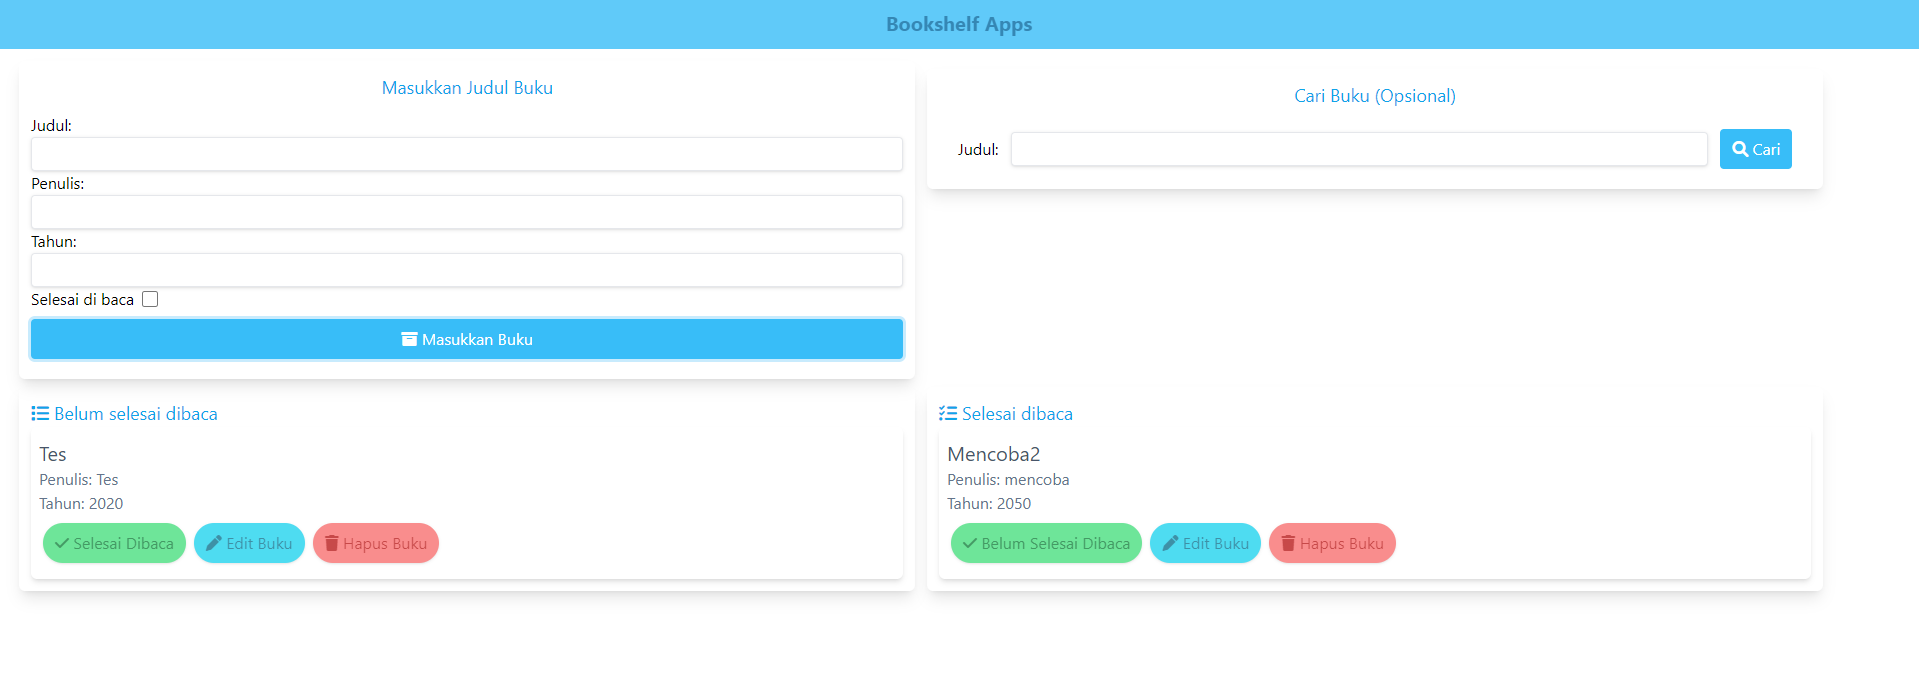 Bookshelf Apps
Masukkan Judul Buku
Judul:
Penulis:
Tahun:
Selesai di baca
Masukkan Buku
Cari Buku (Opsional)
Judul:
Cari
Belum selesai dibaca
Tes
Penulis: Tes
Tahun: 2020
Selesai Dibaca
Edit Buku
Hapus Buku
Selesai dibaca
Mencoba2
Penulis: mencoba
Tahun: 2050
Belum Selesai Dibaca
Edit Buku
Hapus Buku